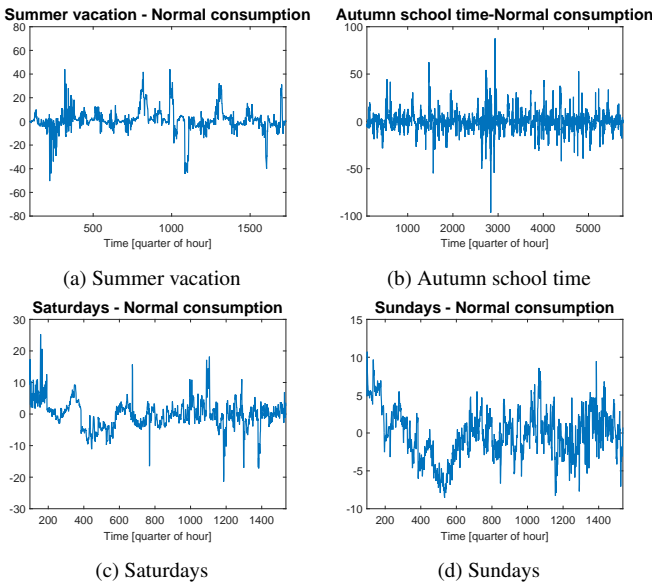 Summer vacation - Normal consumption
80
60
40
20
0
-20
-40
-60
-80
500 1000 1500
Time [quarter of hour]
(a) Summer vacation
Autumn school time-Normal consumption
100
50
0
-50
-100
1000 2000 3000 4000 5000
Time [quarter of hour]
(b) Autumn school time
Saturdays - Normal consumption
30
20
10
0
-10
-20
-30
200 400 600 800 1000 1200 1400
Time [quarter of hour]
(c) Saturdays
Sundays - Normal consumption
15
10
5
0
-5
-10
200 400 600 800 1000 1200 1400
Time [quarter of hour]
(d) Sundays